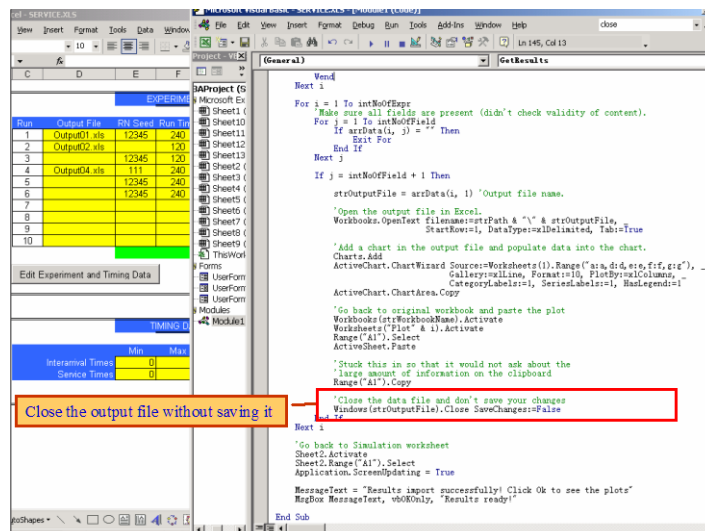 cel - SERVICE.XLS
View Insert Format Tools Data Window
10
fx
C D E F
EXPERIME
Run Output File RN Seed Run Tim
1 Output01.xls 12345 240
2 Output02.xls 120
3 12345 120
4 Output04.xls 111 240
5 12345 240
6 12345 240
7
8
9
10
Edit Experiment and Timing Data
TIMING D
Min Max
Interarrival Times 0
Service Times 0
Close the output file without saving it
utoShapes
Microsoft Visual Basic - SERVICE.XLS - [Module1 (Code)]
File Edit View Insert Format Debug Run Tools Add-Ins Window Help close
Ln 145, Col 13
Project - VB
BAProject (S
Microsoft Ex
Sheet1 (
Sheet10
Sheet11
Sheet12
Sheet13
Sheet2 (
Sheet3 (
Sheet4 (
Sheet5 (
Sheet6 (
Sheet7 (
Sheet8 (
Sheet9 (
ThisWorl
Forms
UserForm
UserForm
UserForm
Modules
Module1
(General) GetResults
Wend
Next i
For i = 1 To intNoOfExpr
'Make sure all fields are present (didn't check validity of content).
For j = 1 To intNoOfField
If arrData(i, j) = "" Then
Exit For
End If
Next j
If j = intNoOfField + 1 Then
strOutputFile = arrData(i, 1) 'Output file name.
'Open the output file in Excel.
Workbooks.OpenText filename:=strPath & "\" & strOutputFile, _
StartRow:=1, DataType:=xlDelimited, Tab:=True
'Add a chart in the output file and populate data into the chart.
Charts.Add
ActiveChart.ChartWizard Source:=Worksheets(1).Range("a:a,d:d,e:e,f:f,g:g"), _
Gallery:=xlLine, Format:=10, PlotBy:=xlColumns, _
CategoryLabels:=1, SeriesLabels:=1, HasLegend:=1
ActiveChart.ChartArea.Copy
'Go back to original workbook and paste the plot
Workbooks(strWorkbookName).Activate
Worksheets("Plot" & i).Activate
Range("A1").Select
ActiveSheet.Paste
'Stuck this in so that it would not ask about the
'large amount of information on the clipboard
Range("A1").Copy
'Close the data file and don't save your changes
Windows(strOutputFile).Close SaveChanges:=False
End If
Next i
'Go back to Simulation worksheet
Sheet2.Activate
Sheet2.Range("A1").Select
Application.ScreenUpdating = True
MessageText = "Results import successfully! Click Ok to see the plots"
MsgBox MessageText, vbOKOnly, "Results ready!"
End Sub